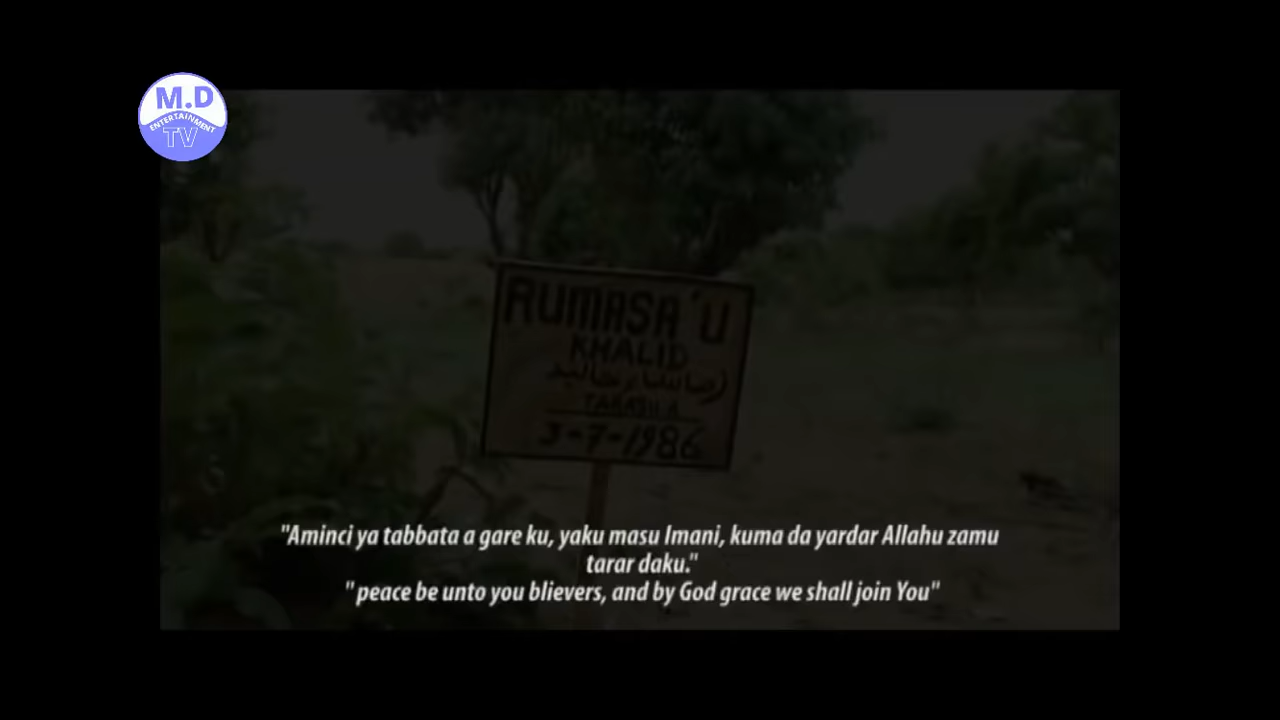 M.D
ENTERTAINMENT
TV
RUMASA'U
KHALID
3-7-1986
"Aminci ya tabbata a gare ku, yaku masu Imani, kuma da yardar Allahu zamu
tarar daku."
"peace be unto you blievers, and by God grace we shall join You"